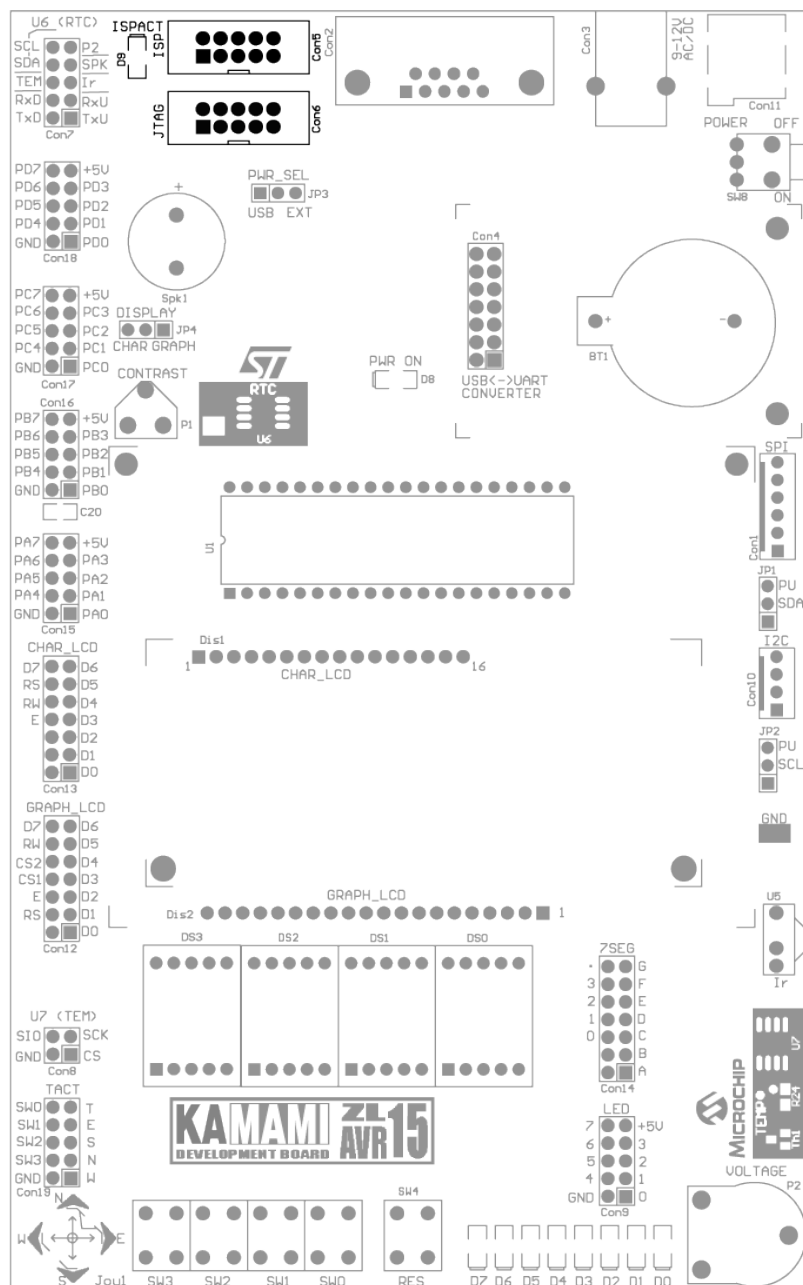 U6 (RTC)
SCL P2
SDA SPK
TEM Ir
RxD RxU
TxD TxU
Con7
ISPACT
D9
ISP
Con5
JTAG
Con6
Con2
Con3
9-12V
AC/DC
Con11
POWER OFF
SW8 ON
PD7 +5V
PD6 PD3
PD5 PD2
PD4 PD1
GND PD0
Con18
+
Spk1
PWR_SEL
JP3
USB EXT
Con4
USB<->UART
CONVERTER
+ -
BT1
PC7 +5V
PC6 PC3
PC5 PC2
PC4 PC1
GND PC0
Con17
DISPLAY
JP4
CHAR GRAPH
CONTRAST
P1
ST
RTC
U6
PWR ON
D8
Con16
PB7 +5V
PB6 PB3
PB5 PB2
PB4 PB1
GND PB0
C20
PA7 +5V
PA6 PA3
PA5 PA2
PA4 PA1
GND PA0
Con15
U1
SPI
Con1
JP1
PU
SDA
I2C
Con10
JP2
PU
SCL
GND
CHAR_LCD
D7 D6
RS D5
RW D4
E D3
D2
D1
D0
Con13
Dis1
1 16
CHAR_LCD
GRAPH_LCD
D7 D6
RW D5
CS2 D4
CS1 D3
E D2
RS D1
D0
Con12
GRAPH_LCD
Dis2 1
DS3 DS2 DS1 DS0
7SEG
. G
3 F
2 E
1 D
0 C
B
A
Con14
U5
Ir
U7 (TEM)
SIO SCK
GND CS
Con8
TACT
SW0 T
SW1 E
SW2 S
SW3 N
GND W
Con19
KAMAMI
DEVELOPMENT BOARD
ZL
AVR15
LED
7 +5V
6 3
5 2
4 1
GND 0
Con9
MICROCHIP
TEMP
U7
R24
Th1
VOLTAGE
P2
N
W E
S
Joy1
SW3 SW2 SW1 SW0
SW4
RES
D7 D6 D5 D4 D3 D2 D1 D0